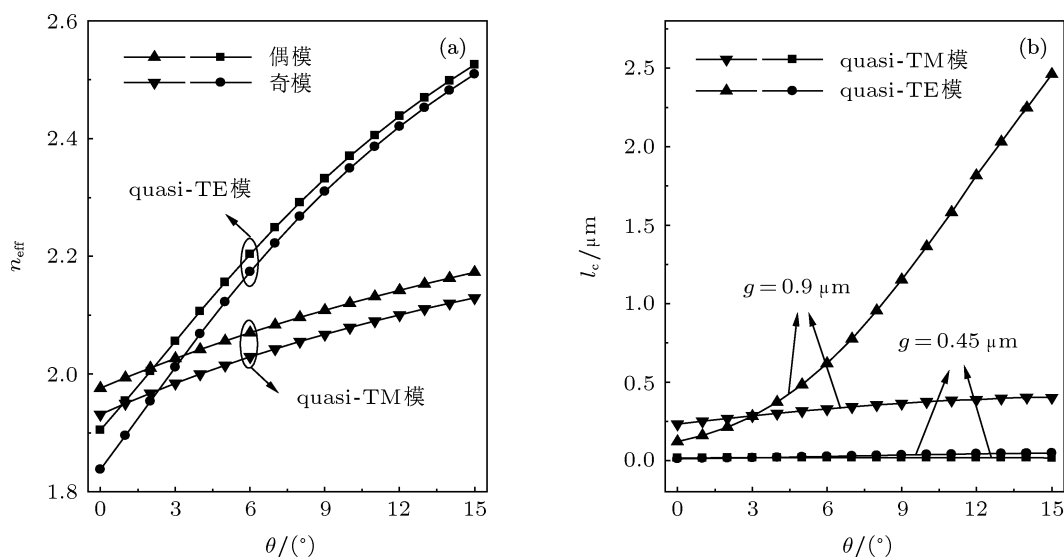 2.6
2.4
2.2
2.0
1.8
n_eff
(a)
偶模
奇模
quasi-TE模
quasi-TM模
0 3 6 9 12 15
θ/(°)
2.5
2.0
1.5
1.0
0.5
0.0
l_c/μm
(b)
quasi-TM模
quasi-TE模
g = 0.9 μm
g = 0.45 μm
0 3 6 9 12 15
θ/(°)